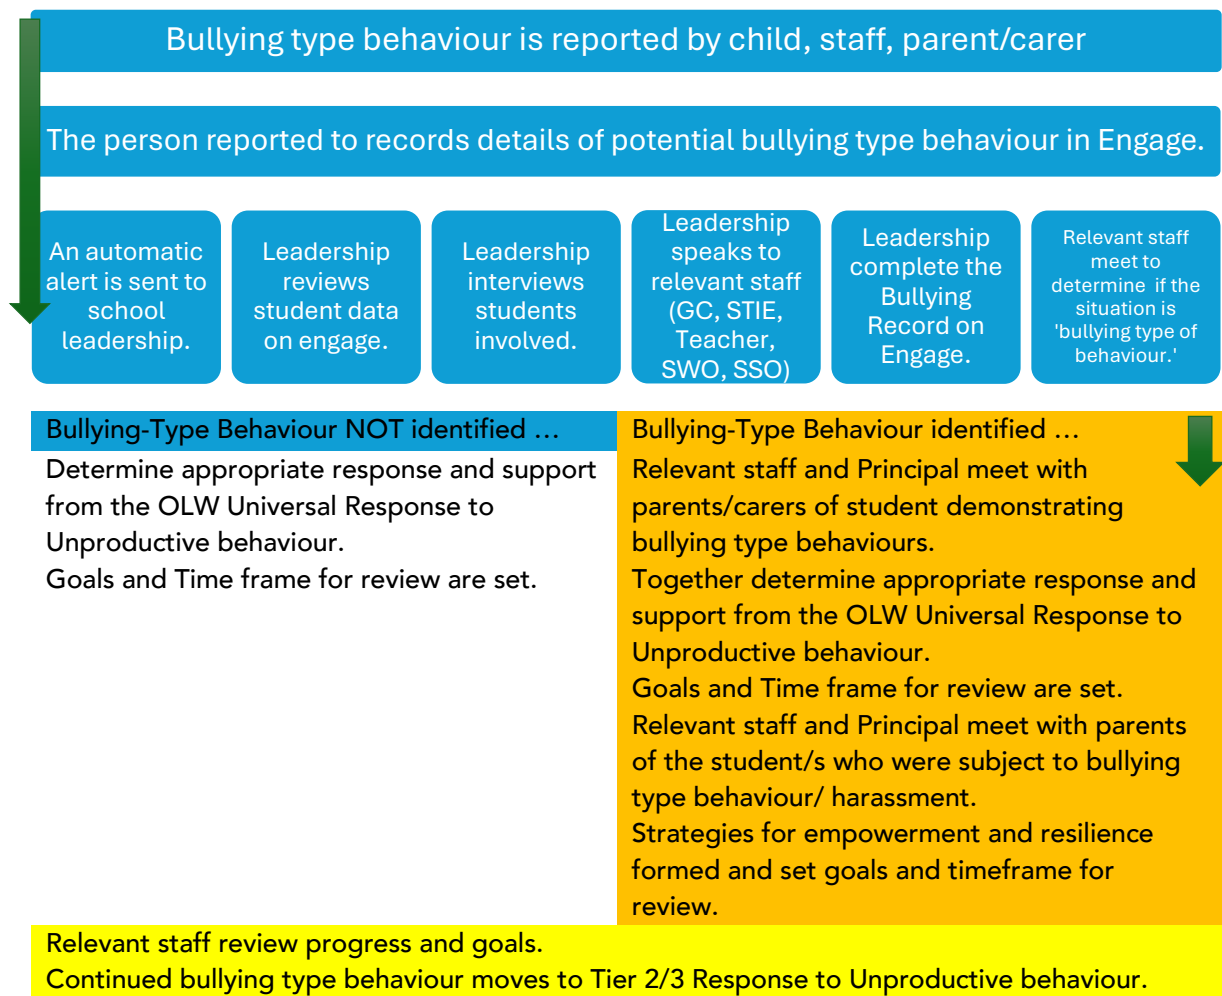 Bullying type behaviour is reported by child, staff, parent/carer
The person reported to records details of potential bullying type behaviour in Engage.
An automatic
alert is sent to
school
leadership.
Leadership
reviews
student data
on engage.
Leadership
interviews
students
involved.
Leadership
speaks to
relevant staff
(GC, STIE,
Teacher,
SWO, SSO)
Leadership
complete the
Bullying
Record on
Engage.
Relevant staff
meet to
determine  if the
situation is
'bullying type of
behaviour.'
Bullying-Type Behaviour NOT identified …
Determine appropriate response and support
from the OLW Universal Response to
Unproductive behaviour.
Goals and Time frame for review are set.
Bullying-Type Behaviour identified …
Relevant staff and Principal meet with
parents/carers of student demonstrating
bullying type behaviours.
Together determine appropriate response and
support from the OLW Universal Response to
Unproductive behaviour.
Goals and Time frame for review are set.
Relevant staff and Principal meet with parents
of the student/s who were subject to bullying
type behaviour/ harassment.
Strategies for empowerment and resilience
formed and set goals and timeframe for
review.
Relevant staff review progress and goals.
Continued bullying type behaviour moves to Tier 2/3 Response to Unproductive behaviour.